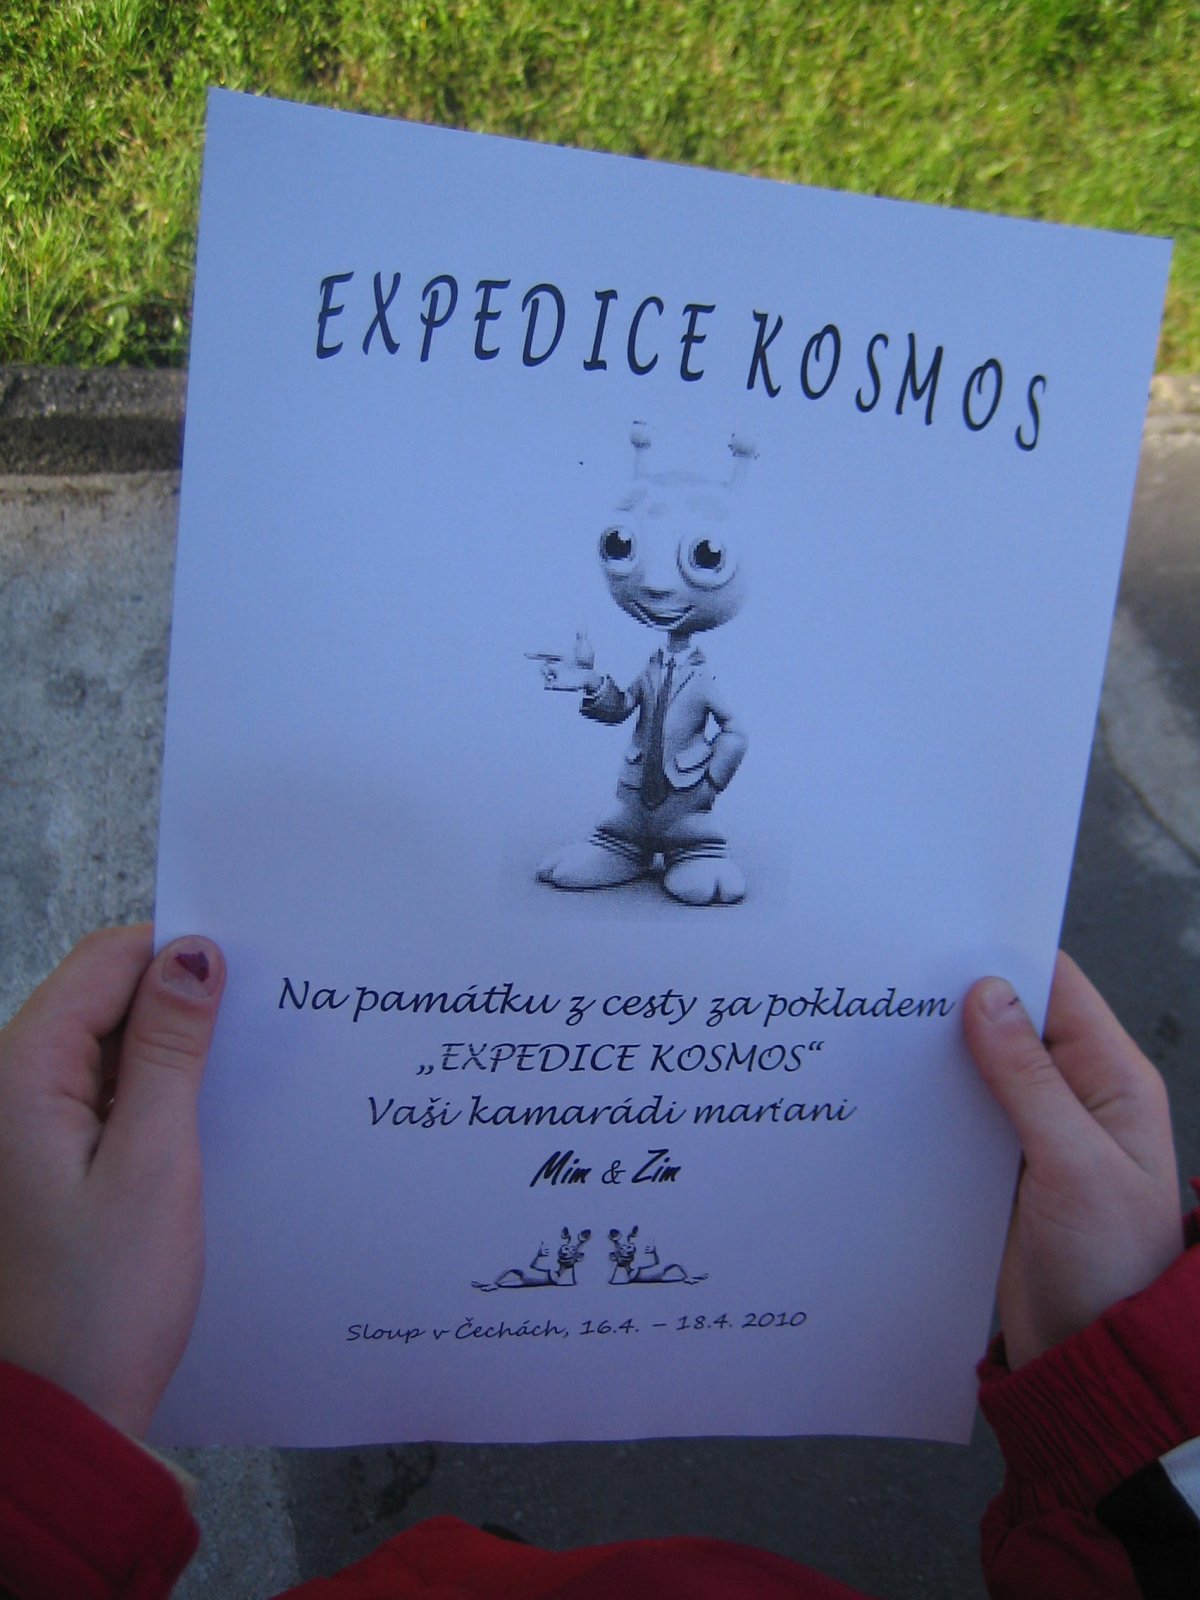 EXPEDICE KOSMOS
Na památku z cesty za pokladem
„EXPEDICE KOSMOS“
Vaši kamarádi marťani
Mim & Zim
Sloup v Čechách, 16.4. – 18.4. 2010